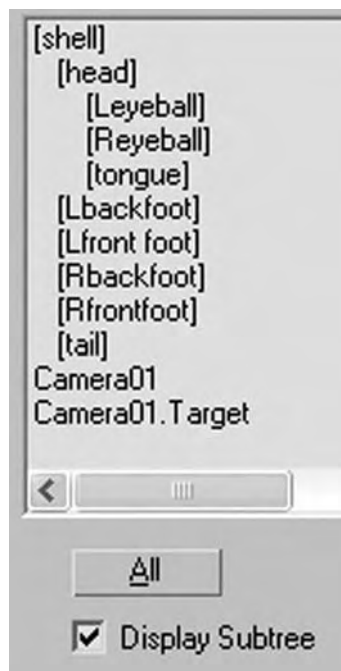 [shell]
[head]
[Leyeball]
[Reyeball]
[tongue]
[Lbackfoot]
[Lfront foot]
[Rbackfoot]
[Rfrontfoot]
[tail]
Camera01
Camera01.Target
All
Display Subtree